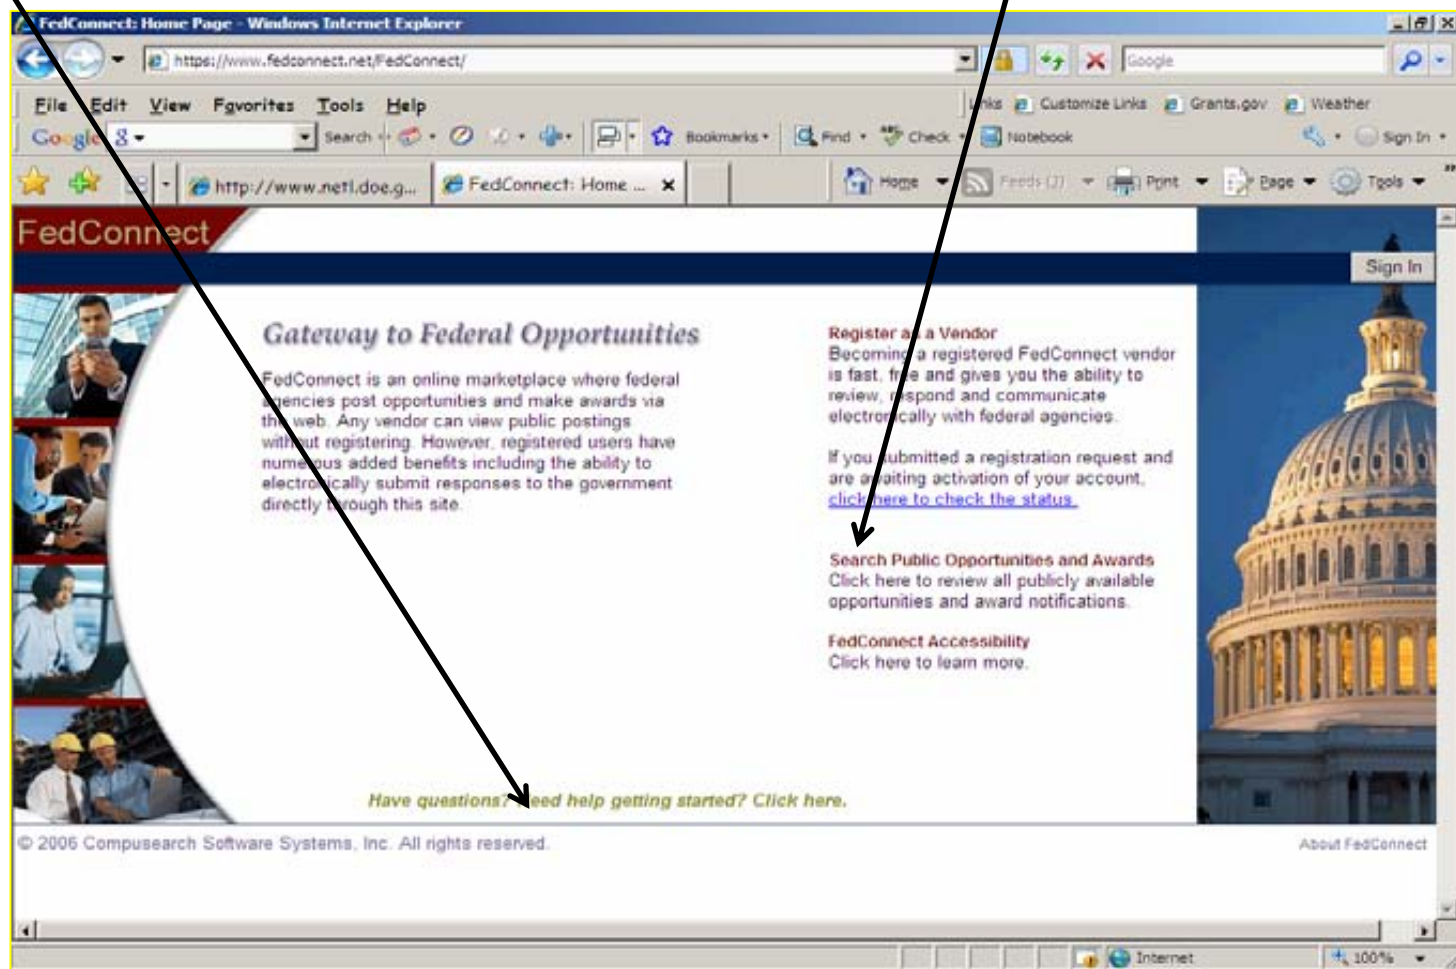 FedConnect: Home Page - Windows Internet Explorer
https://www.fedconnect.net/FedConnect/
Google
File Edit View Favorites Tools Help
Links Customize Links Grants.gov Weather
Google Search Bookmarks Find Check Notebook Sign In
http://www.netl.doe.g... FedConnect: Home ...
Home Feeds (J) Print Page Tools
FedConnect
Sign In
Gateway to Federal Opportunities
FedConnect is an online marketplace where federal
agencies post opportunities and make awards via
the web. Any vendor can view public postings
without registering. However, registered users have
numerous added benefits including the ability to
electronically submit responses to the government
directly through this site.
Register as a Vendor
Becoming a registered FedConnect vendor
is fast, free and gives you the ability to
review, respond and communicate
electronically with federal agencies.
If you submitted a registration request and
are awaiting activation of your account,
click here to check the status.
Search Public Opportunities and Awards
Click here to review all publicly available
opportunities and award notifications.
FedConnect Accessibility
Click here to learn more.
Have questions? Need help getting started? Click here.
© 2006 Compusearch Software Systems, Inc. All rights reserved.
About FedConnect
Internet
100%